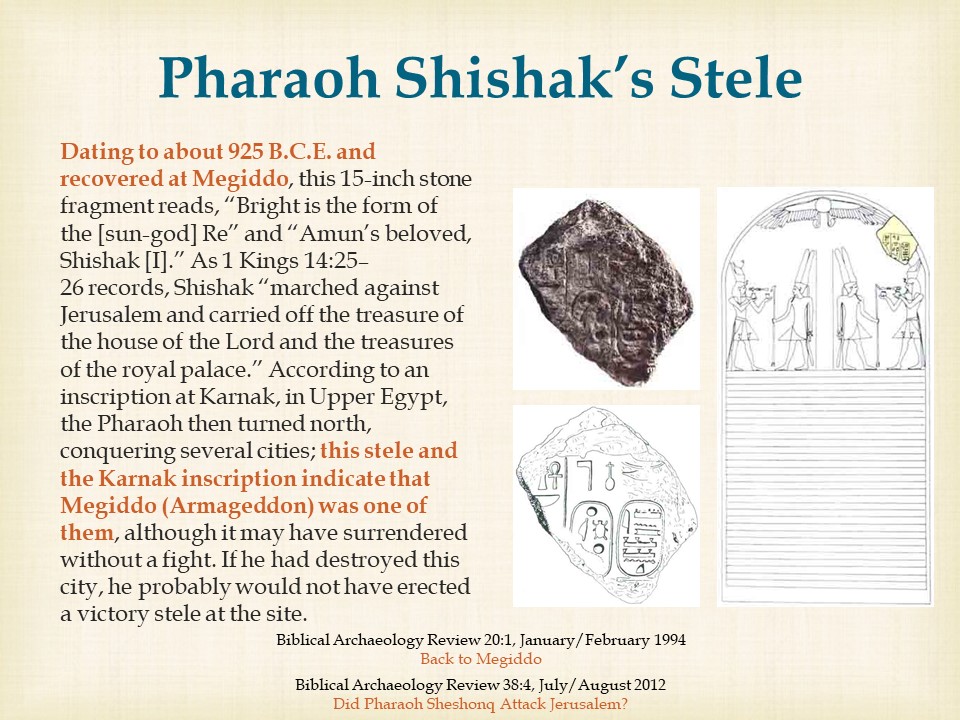 Pharaoh Shishak’s Stele
Dating to about 925 B.C.E. and
recovered at Megiddo, this 15-inch stone
fragment reads, “Bright is the form of
the [sun-god] Re” and “Amun’s beloved,
Shishak [I].” As 1 Kings 14:25–
26 records, Shishak “marched against
Jerusalem and carried off the treasure of
the house of the Lord and the treasures
of the royal palace.” According to an
inscription at Karnak, in Upper Egypt,
the Pharaoh then turned north,
conquering several cities; this stele and
the Karnak inscription indicate that
Megiddo (Armageddon) was one of
them, although it may have surrendered
without a fight. If he had destroyed this
city, he probably would not have erected
a victory stele at the site.
Biblical Archaeology Review 20:1, January/February 1994
Back to Megiddo
Biblical Archaeology Review 38:4, July/August 2012
Did Pharaoh Sheshonq Attack Jerusalem?